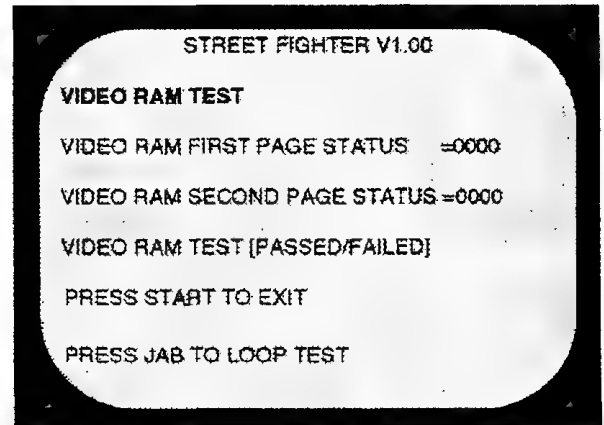 STREET FIGHTER V1.00
VIDEO RAM TEST
VIDEO RAM FIRST PAGE STATUS =0000
VIDEO RAM SECOND PAGE STATUS =0000
VIDEO RAM TEST [PASSED/FAILED]
PRESS START TO EXIT
PRESS JAB TO LOOP TEST